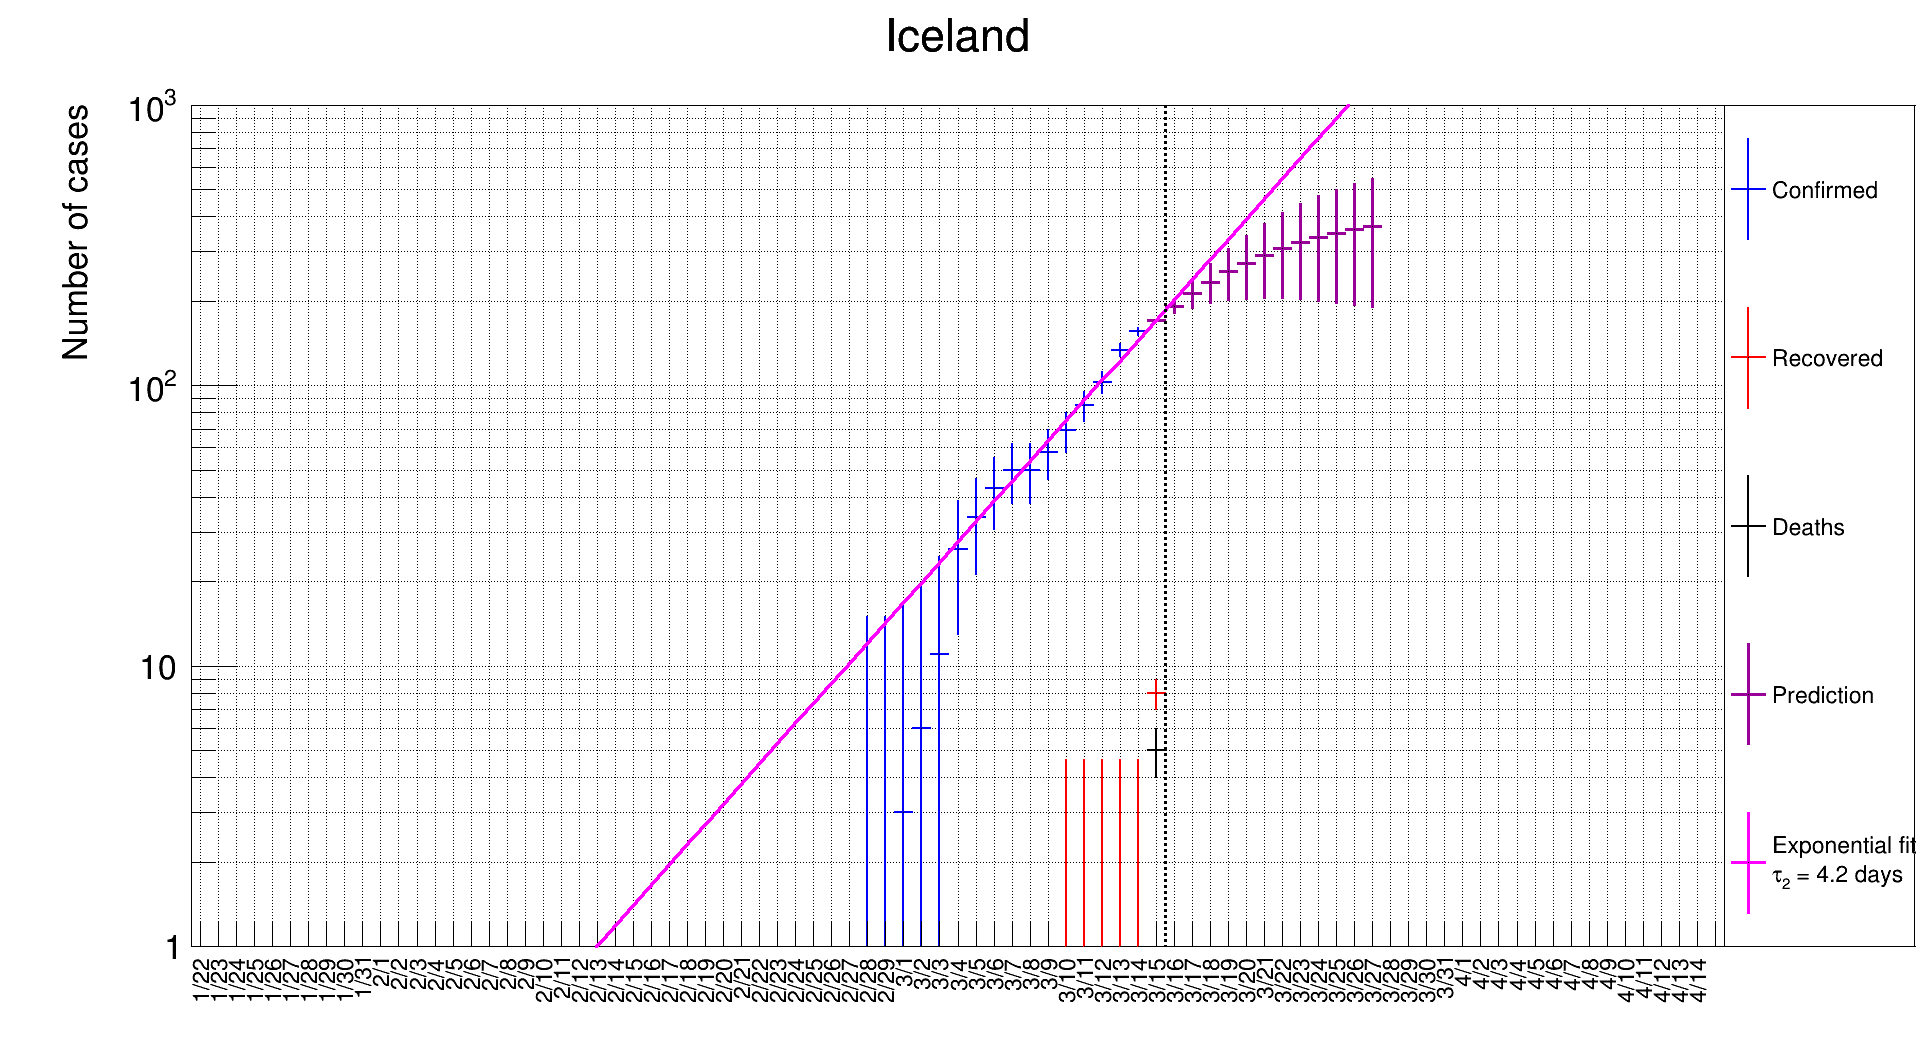 Iceland
Number of cases
10³
10²
10
1
1/22 1/23 1/24 1/25 1/26 1/27 1/28 1/29 1/30 1/31 2/1 2/2 2/3 2/4 2/5 2/6 2/7 2/8 2/9 2/10 2/11 2/12 2/13 2/14 2/15 2/16 2/17 2/18 2/19 2/20 2/21 2/22 2/23 2/24 2/25 2/26 2/27 2/28 2/29 3/1 3/2 3/3 3/4 3/5 3/6 3/7 3/8 3/9 3/10 3/11 3/12 3/13 3/14 3/15 3/16 3/17 3/18 3/19 3/20 3/21 3/22 3/23 3/24 3/25 3/26 3/27 3/28 3/29 3/30 3/31 4/1 4/2 4/3 4/4 4/5 4/6 4/7 4/8 4/9 4/10 4/11 4/12 4/13 4/14
Confirmed
Recovered
Deaths
Prediction
Exponential fit
τ₂ = 4.2 days